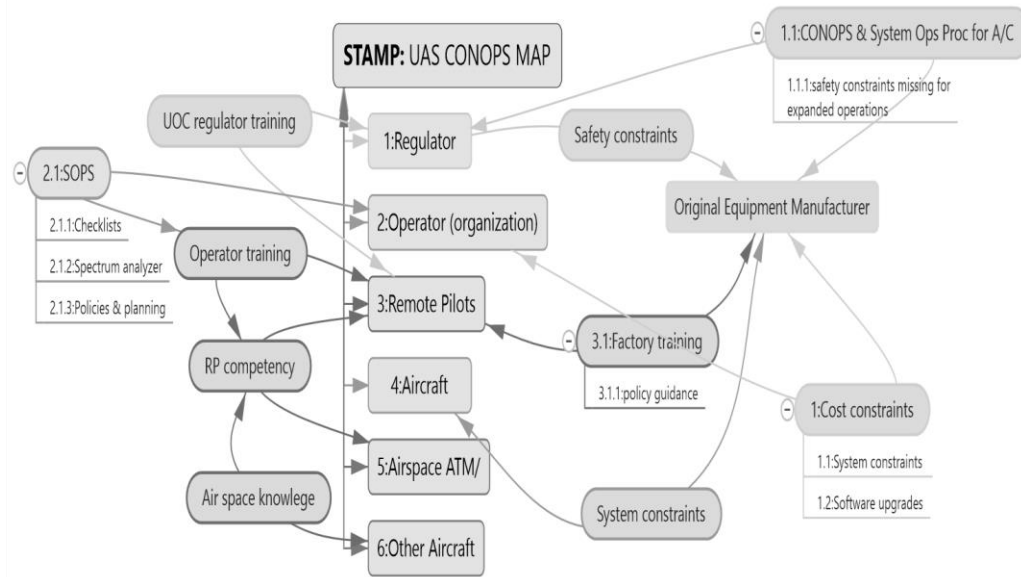 STAMP: UAS CONOPS MAP
1.1:CONOPS & System Ops Proc for A/C
1.1.1:safety constraints missing for
expanded operations
UOC regulator training
1:Regulator
Safety constraints
2.1:SOPS
2.1.1:Checklists
2.1.2:Spectrum analyzer
2.1.3:Policies & planning
Original Equipment Manufacturer
2:Operator (organization)
Operator training
3:Remote Pilots
3.1:Factory training
3.1.1:policy guidance
RP competency
4:Aircraft
1:Cost constraints
1.1:System constraints
1.2:Software upgrades
5:Airspace ATM/
Air space knowlege
System constraints
6:Other Aircraft